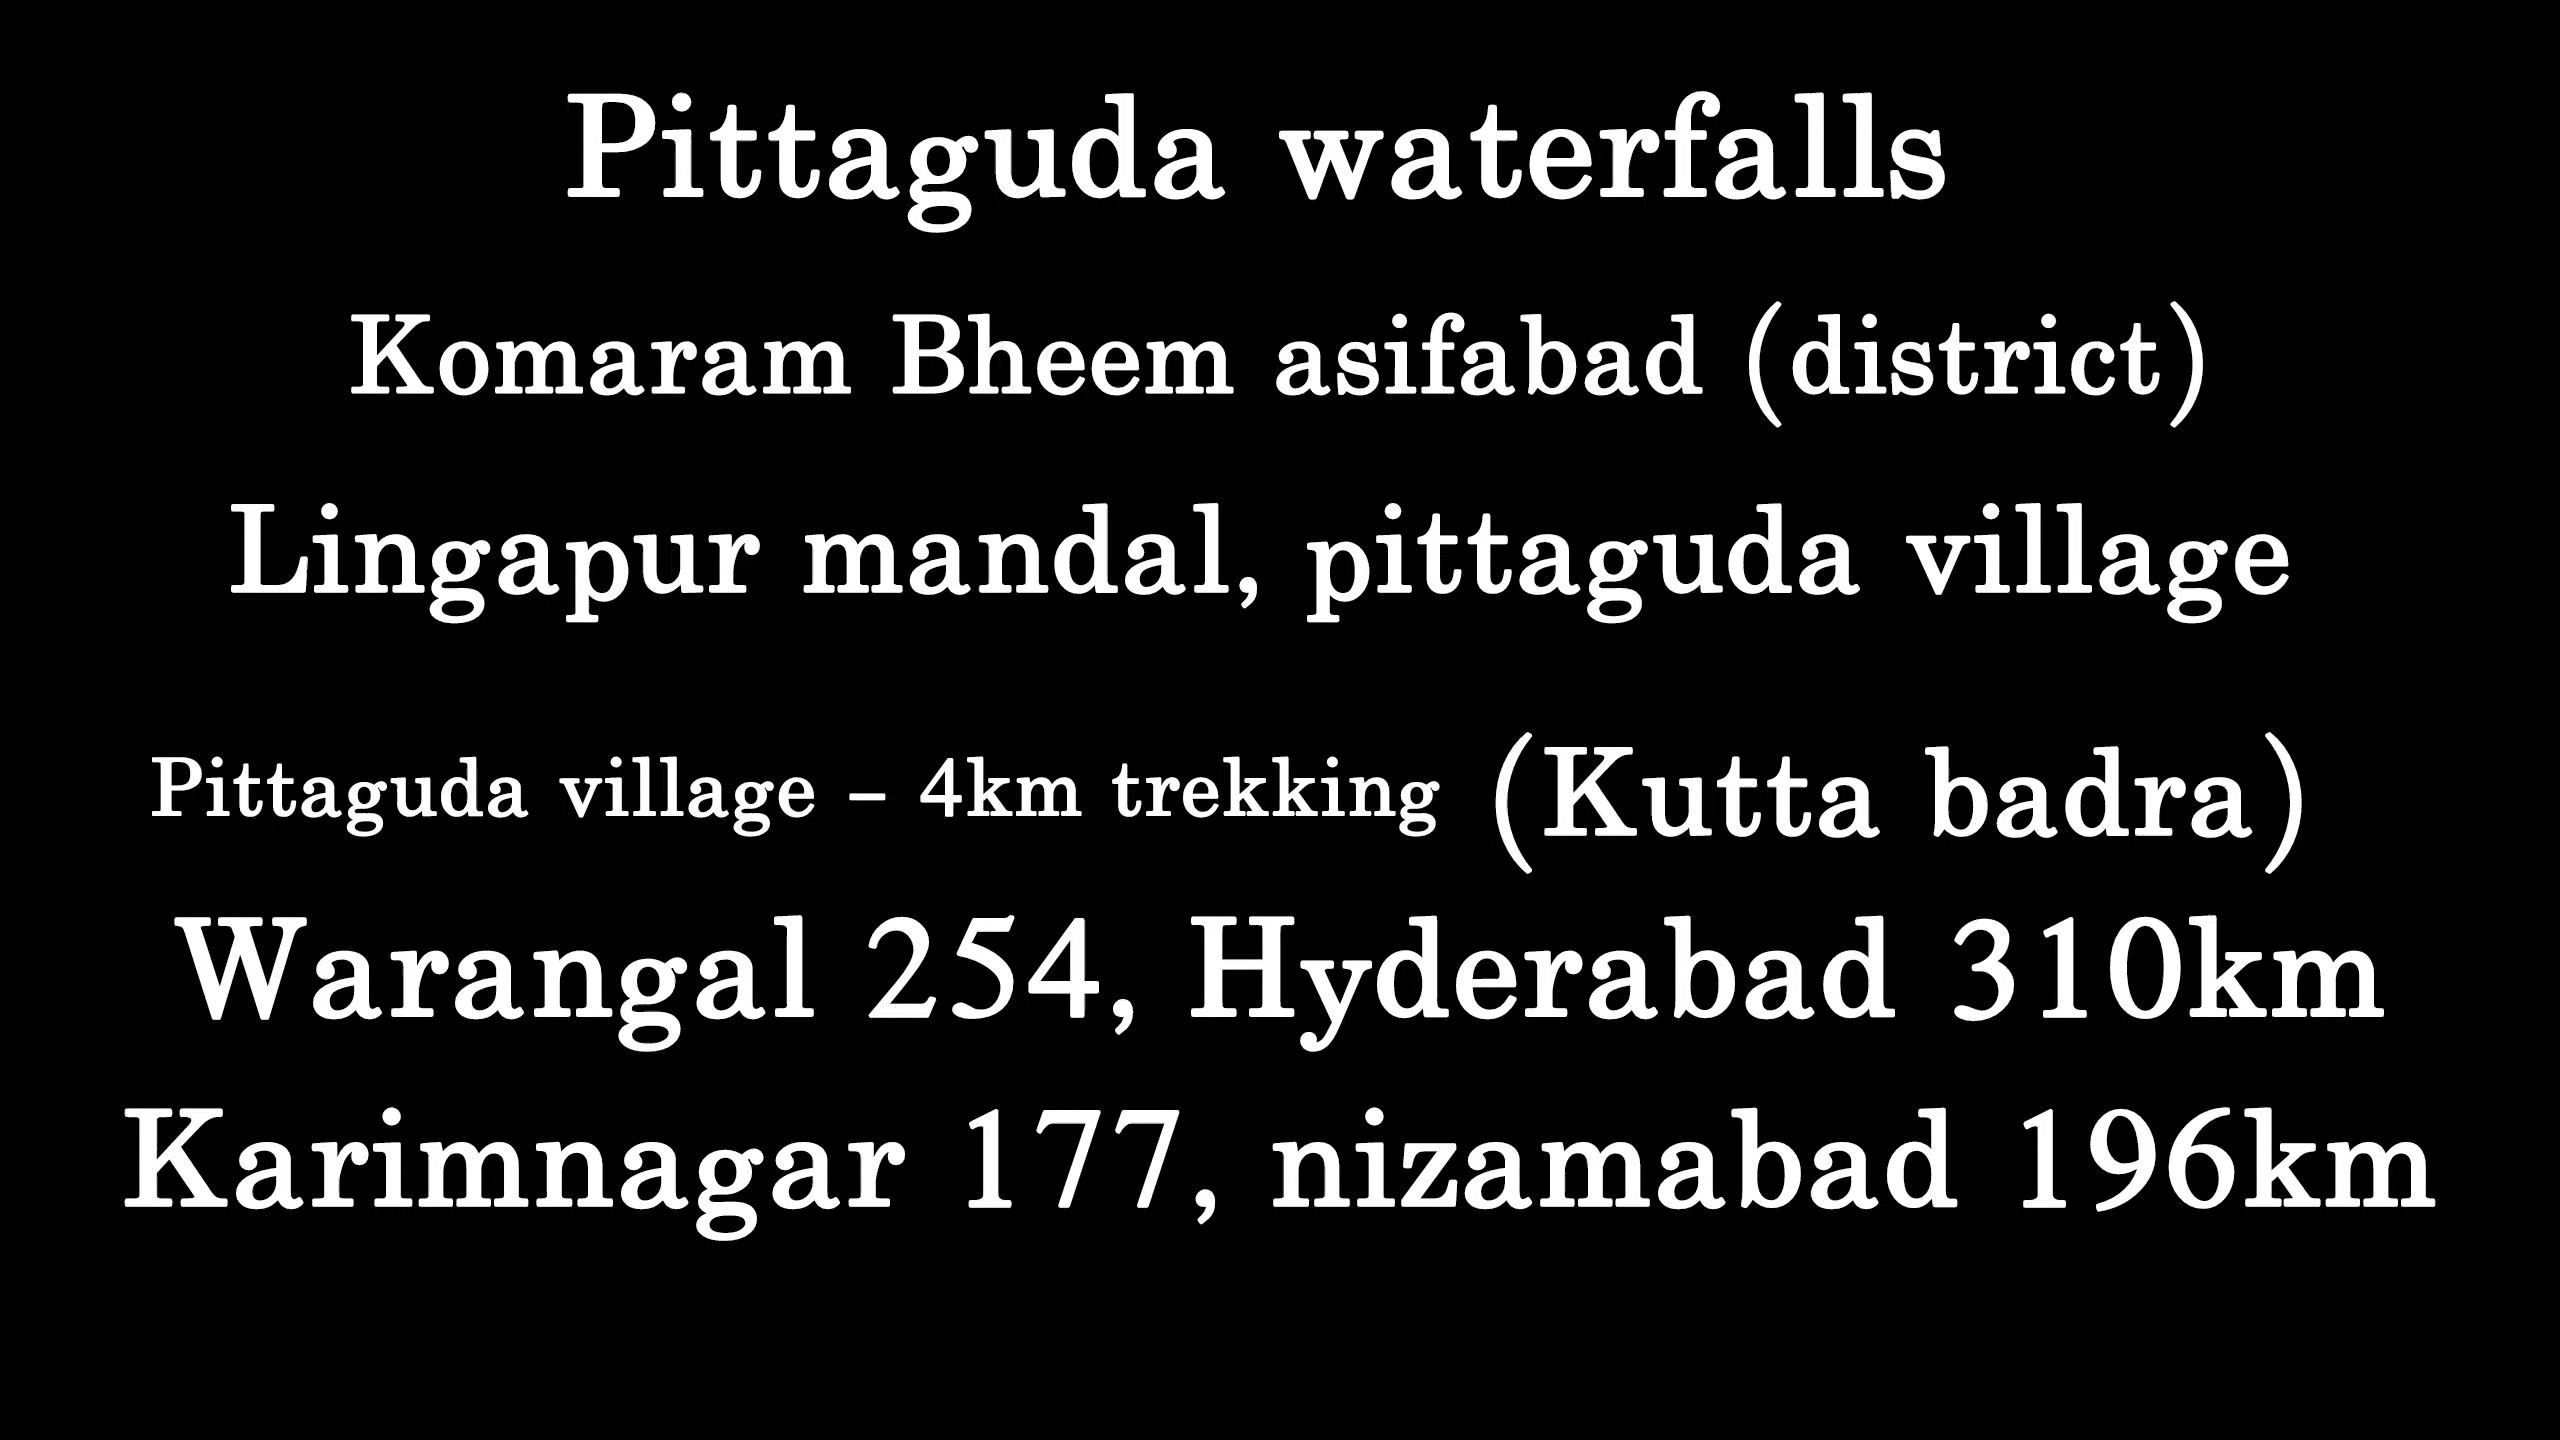 Pittaguda waterfalls
Komaram Bheem asifabad (district)
Lingapur mandal, pittaguda village
Pittaguda village – 4km trekking (Kutta badra)
Warangal 254, Hyderabad 310km
Karimnagar 177, nizamabad 196km